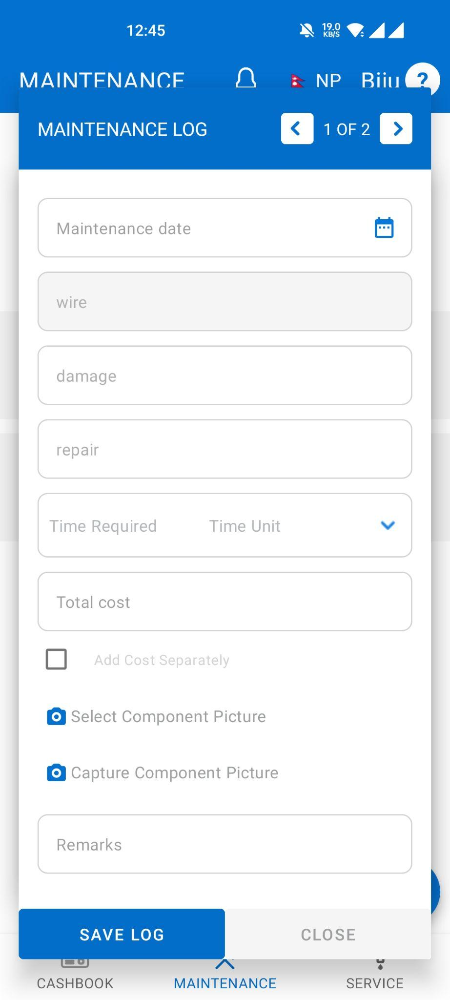 12:45 19.0 KB/S
MAINTENANCE NP Biju ?
MAINTENANCE LOG 1 OF 2
Maintenance date
wire
damage
repair
Time Required Time Unit
Total cost
Add Cost Separately
Select Component Picture
Capture Component Picture
Remarks
SAVE LOG CLOSE
CASHBOOK MAINTENANCE SERVICE